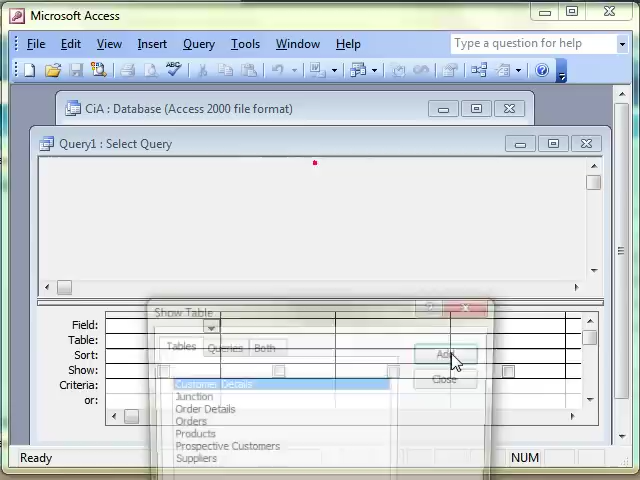 Microsoft Access
File Edit View Insert Query Tools Window Help Type a question for help
ABC
CiA : Database (Access 2000 file format)
Query1 : Select Query
Show Table
Field:
Table:
Sort:
Show:
Criteria:
or:
Tables Queries Both
Add
Close
Customer Details
Junction
Order Details
Orders
Products
Prospective Customers
Suppliers
Ready NUM